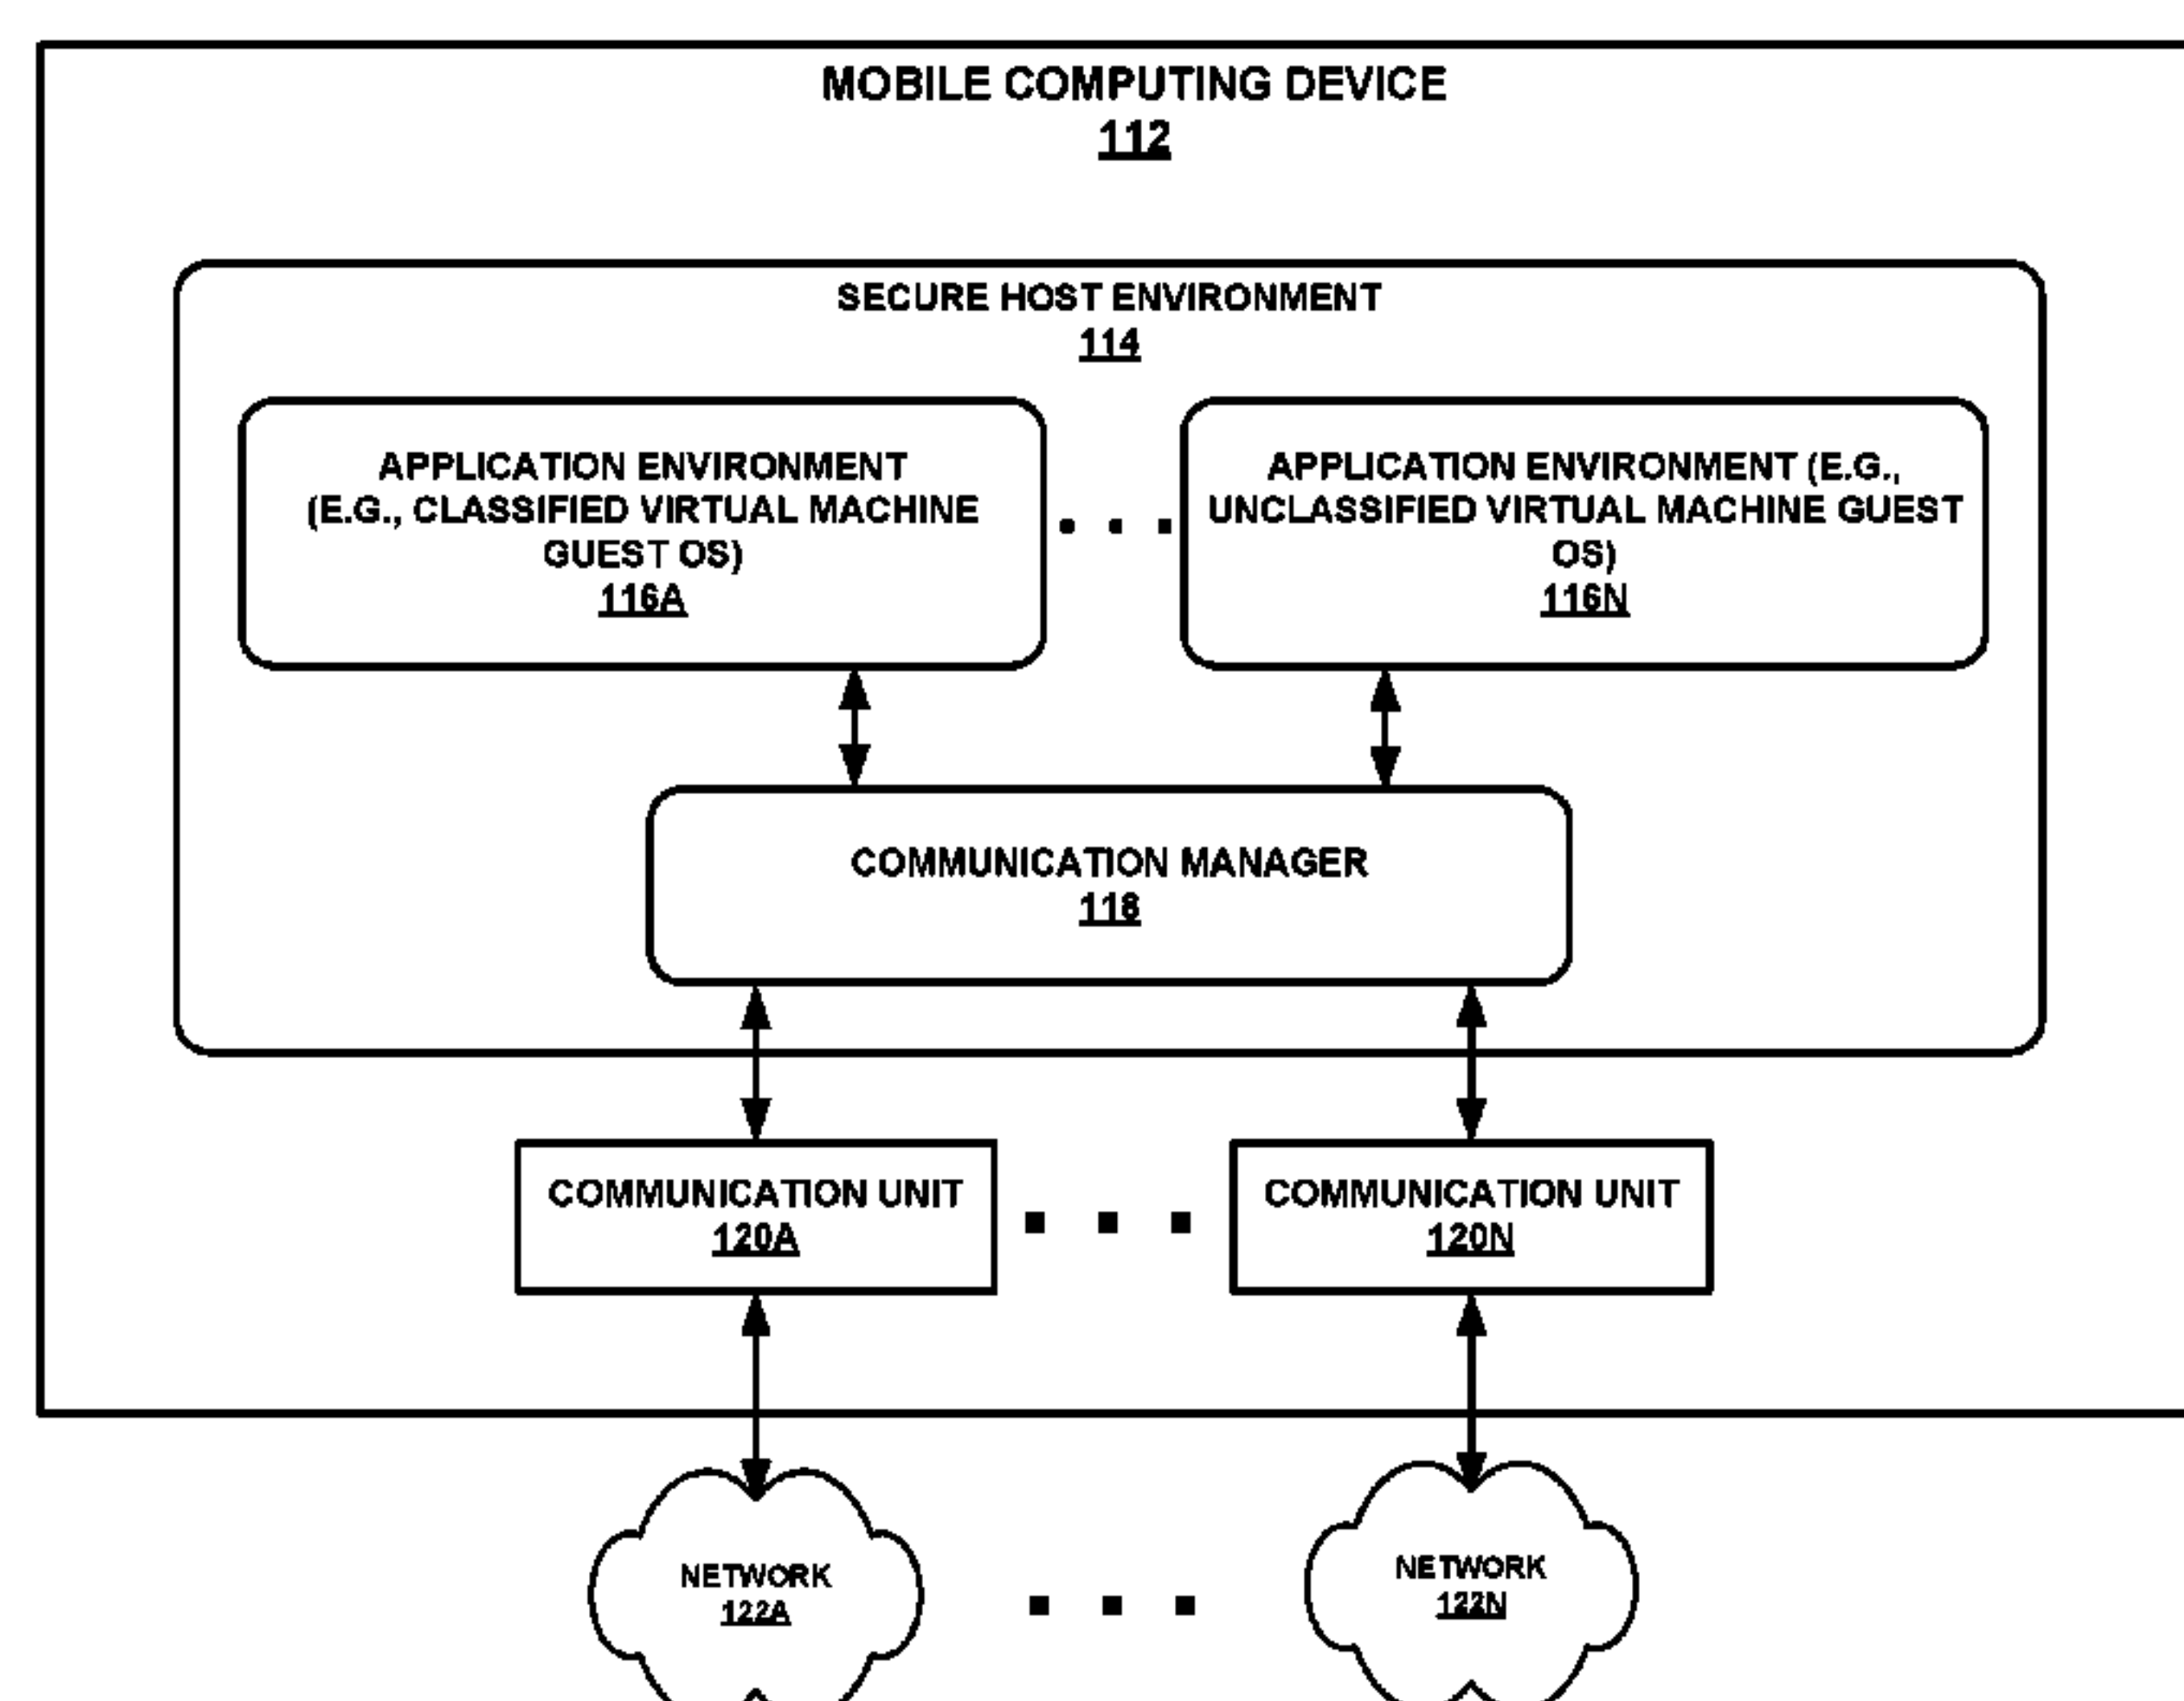 MOBILE COMPUTING DEVICE
112
SECURE HOST ENVIRONMENT
114
APPLICATION ENVIRONMENT
(E.G., CLASSIFIED VIRTUAL MACHINE
GUEST OS)
116A
APPLICATION ENVIRONMENT (E.G.,
UNCLASSIFIED VIRTUAL MACHINE GUEST
OS)
116N
COMMUNICATION MANAGER
118
COMMUNICATION UNIT
120A
COMMUNICATION UNIT
120N
NETWORK
122A
NETWORK
122N